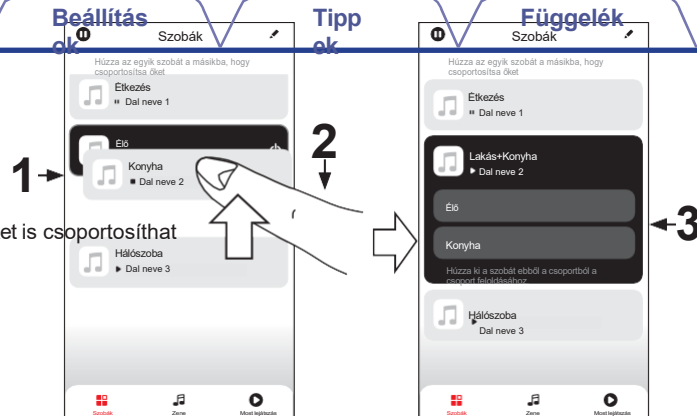 Beállítás
ok
Tipp
ek
Függelék
Szobák
Húzza az egyik szobát a másikba, hogy
csoportosítsa őket
Étkezés
Dal neve 1
Élő
Konyha
Dal neve 2
1
2
et is csoportosíthat
Hálószoba
Dal neve 3
Szobák
Zene
Most lejátszás
Szobák
Húzza az egyik szobát a másikba, hogy
csoportosítsa őket
Étkezés
Dal neve 1
Lakás+Konyha
Dal neve 2
Élő
Konyha
Húzza ki a szobát ebből a csoportból a
csoport feloldásához
3
Hálószoba
Dal neve 3
Szobák
Zene
Most lejátszás